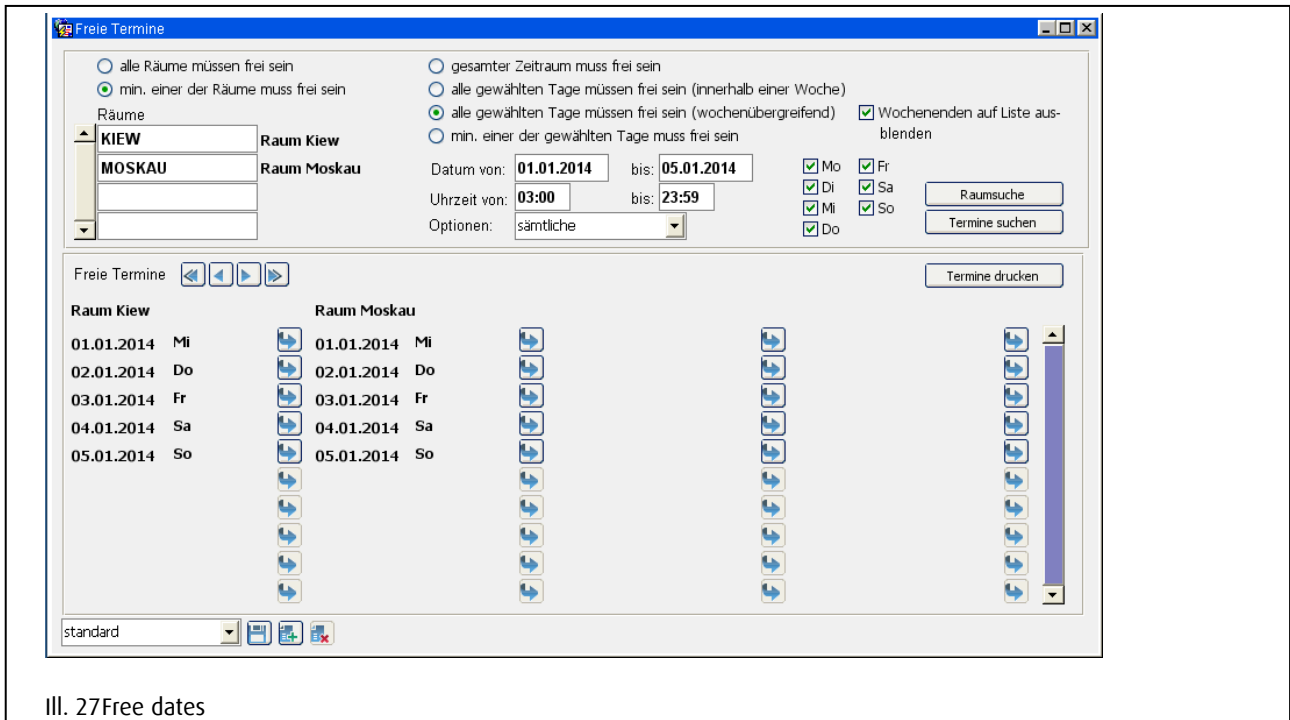 Freie Termine
alle Räume müssen frei sein
min. einer der Räume muss frei sein
Räume
KIEW Raum Kiew
MOSKAU Raum Moskau
gesamter Zeitraum muss frei sein
alle gewählten Tage müssen frei sein (innerhalb einer Woche)
alle gewählten Tage müssen frei sein (wochenübergreifend)
min. einer der gewählten Tage muss frei sein
Wochenenden auf Liste aus-
blenden
Datum von: 01.01.2014 bis: 05.01.2014
Uhrzeit von: 03:00 bis: 23:59
Optionen: sämtliche
Mo Fr
Di Sa
Mi So
Do
Raumsuche
Termine suchen
Freie Termine
Termine drucken
Raum Kiew Raum Moskau
01.01.2014 Mi 01.01.2014 Mi
02.01.2014 Do 02.01.2014 Do
03.01.2014 Fr 03.01.2014 Fr
04.01.2014 Sa 04.01.2014 Sa
05.01.2014 So 05.01.2014 So
standard
Ill. 27Free dates